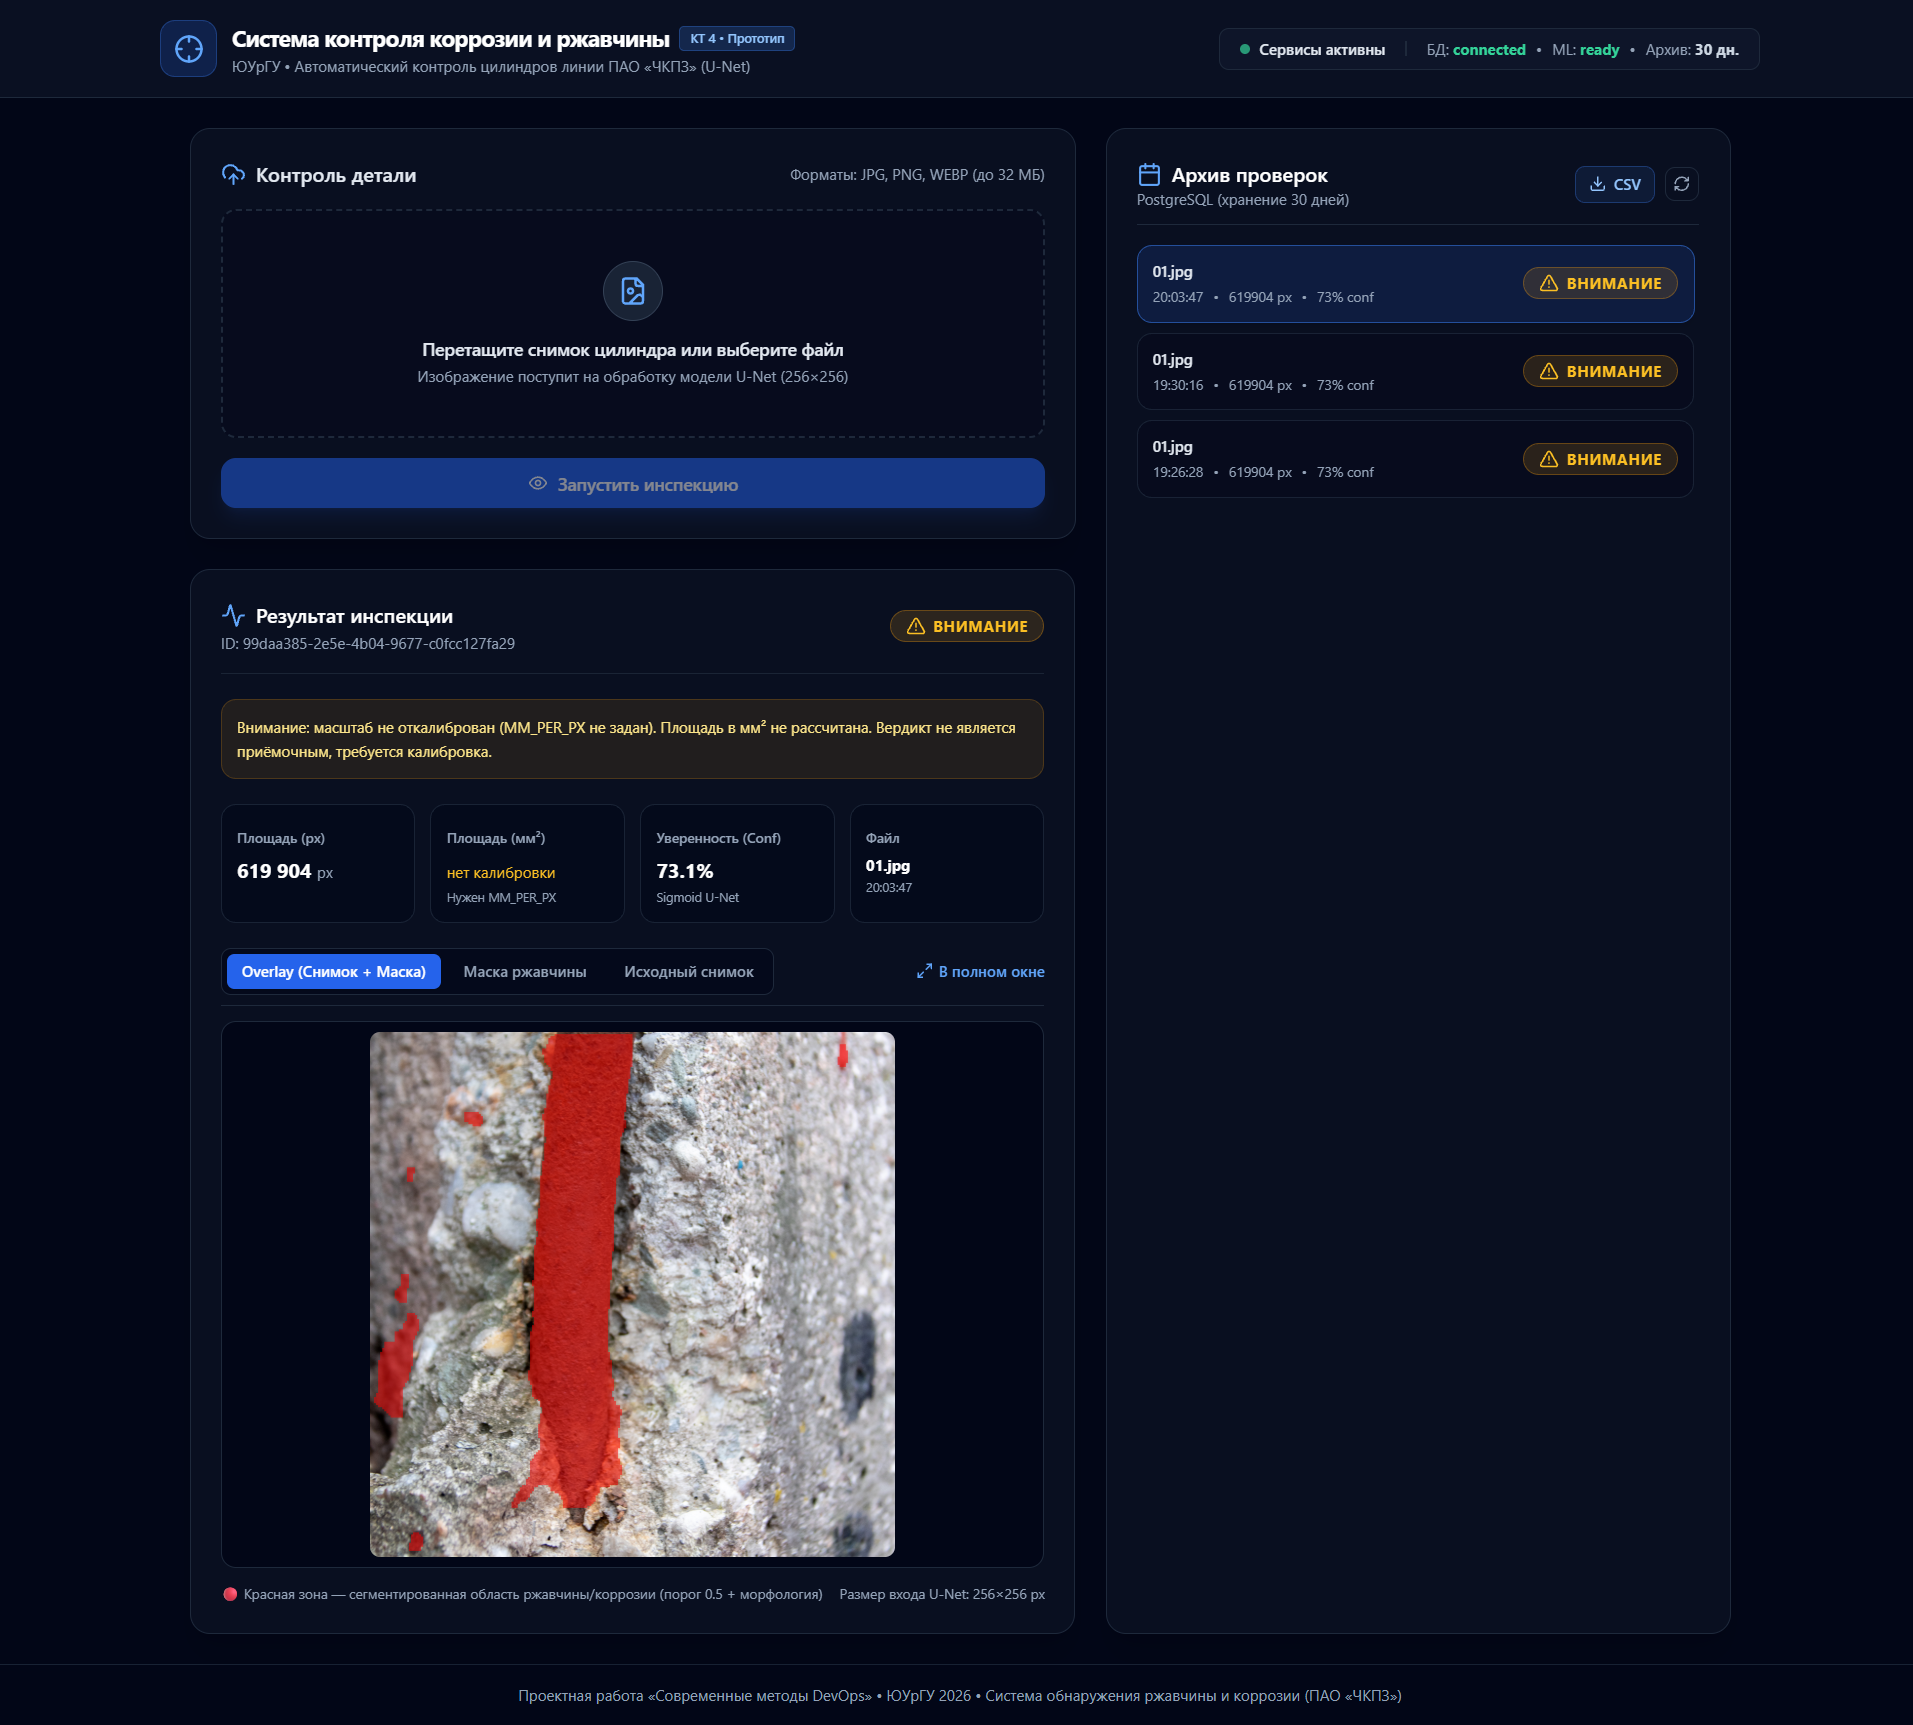 Система контроля коррозии и ржавчины
КТ 4 • Прототип
ЮУрГУ • Автоматический контроль цилиндров линии ПАО «ЧКПЗ» (U-Net)
Сервисы активны
БД: connected • ML: ready • Архив: 30 дн.
Контроль детали
Форматы: JPG, PNG, WEBP (до 32 МБ)
Перетащите снимок цилиндра или выберите файл
Изображение поступит на обработку модели U-Net (256×256)
Запустить инспекцию
Результат инспекции
ID: 99daa385-2e5e-4b04-9677-c0fcc127fa29
ВНИМАНИЕ
Внимание: масштаб не откалиброван (MM_PER_PX не задан). Площадь в мм² не рассчитана. Вердикт не является
приёмочным, требуется калибровка.
Площадь (px)
619 904 px
Площадь (мм²)
нет калибровки
Нужен MM_PER_PX
Уверенность (Conf)
73.1%
Sigmoid U-Net
Файл
01.jpg
20:03:47
Overlay (Снимок + Маска)
Маска ржавчины
Исходный снимок
В полном окне
Красная зона — сегментированная область ржавчины/коррозии (порог 0.5 + морфология)
Размер входа U-Net: 256×256 px
Архив проверок
PostgreSQL (хранение 30 дней)
CSV
01.jpg
20:03:47 • 619904 px • 73% conf
ВНИМАНИЕ
01.jpg
19:30:16 • 619904 px • 73% conf
ВНИМАНИЕ
01.jpg
19:26:28 • 619904 px • 73% conf
ВНИМАНИЕ
Проектная работа «Современные методы DevOps» • ЮУрГУ 2026 • Система обнаружения ржавчины и коррозии (ПАО «ЧКПЗ»)